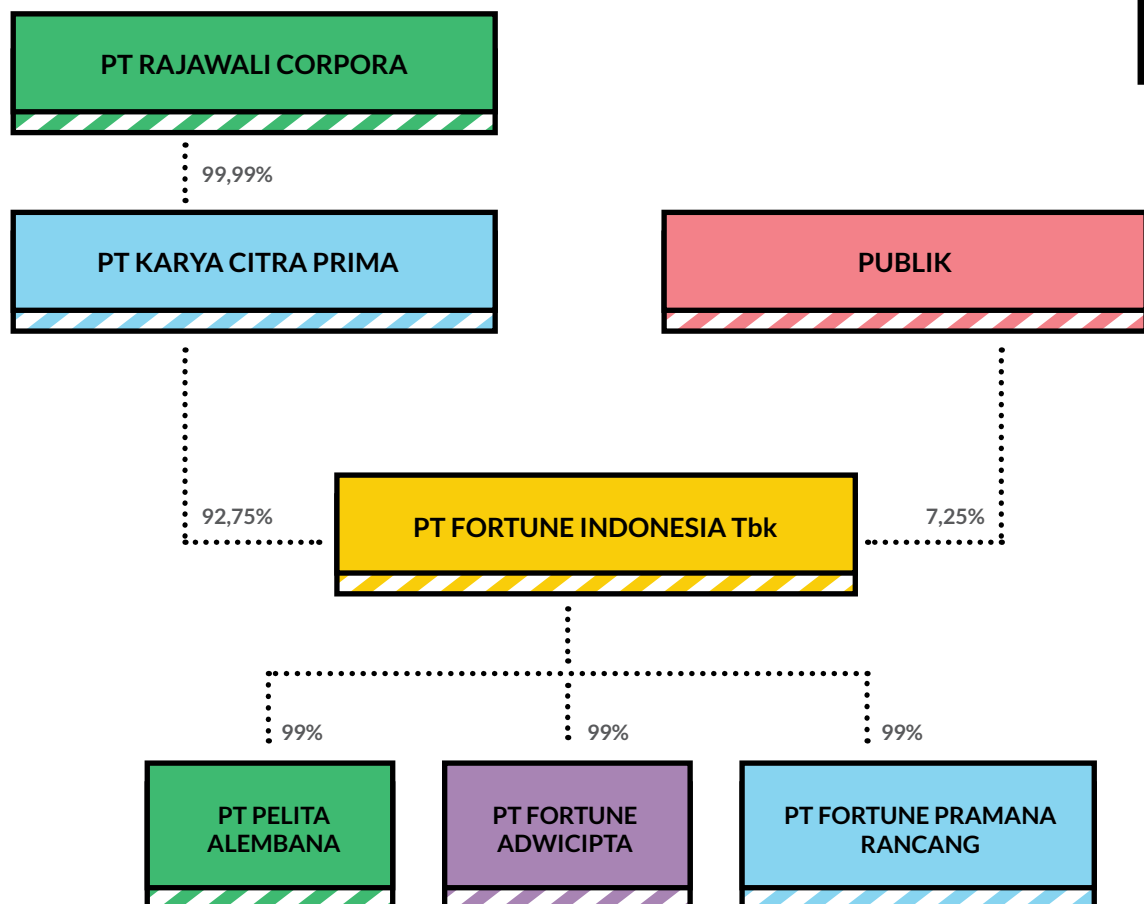 PT RAJAWALI CORPORA
99,99%
PT KARYA CITRA PRIMA
PUBLIK
92,75%
PT FORTUNE INDONESIA Tbk
7,25%
99%
99%
99%
PT PELITA
ALEMBANA
PT FORTUNE
ADWICIPTA
PT FORTUNE PRAMANA
RANCANG